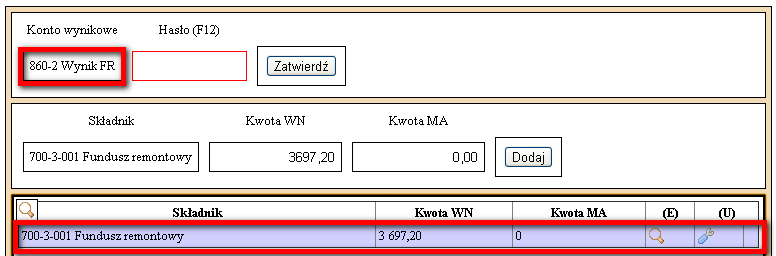 Konto wynikowe Hasło (F12)
860-2 Wynik FR Zatwierdź
Składnik Kwota WN Kwota MA
700-3-001 Fundusz remontowy 3697,20 0,00 Dodaj
Składnik Kwota WN Kwota MA (E) (U)
700-3-001 Fundusz remontowy 3 697,20 0